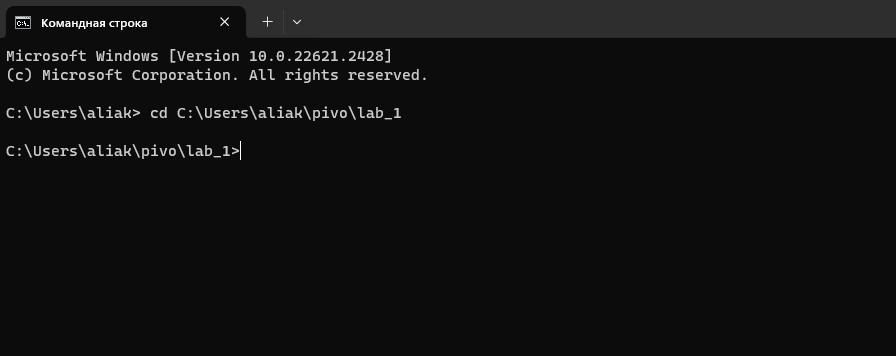 Командная строка
Microsoft Windows [Version 10.0.22621.2428]
(c) Microsoft Corporation. All rights reserved.
C:\Users\aliak> cd C:\Users\aliak\pivo\lab_1
C:\Users\aliak\pivo\lab_1>